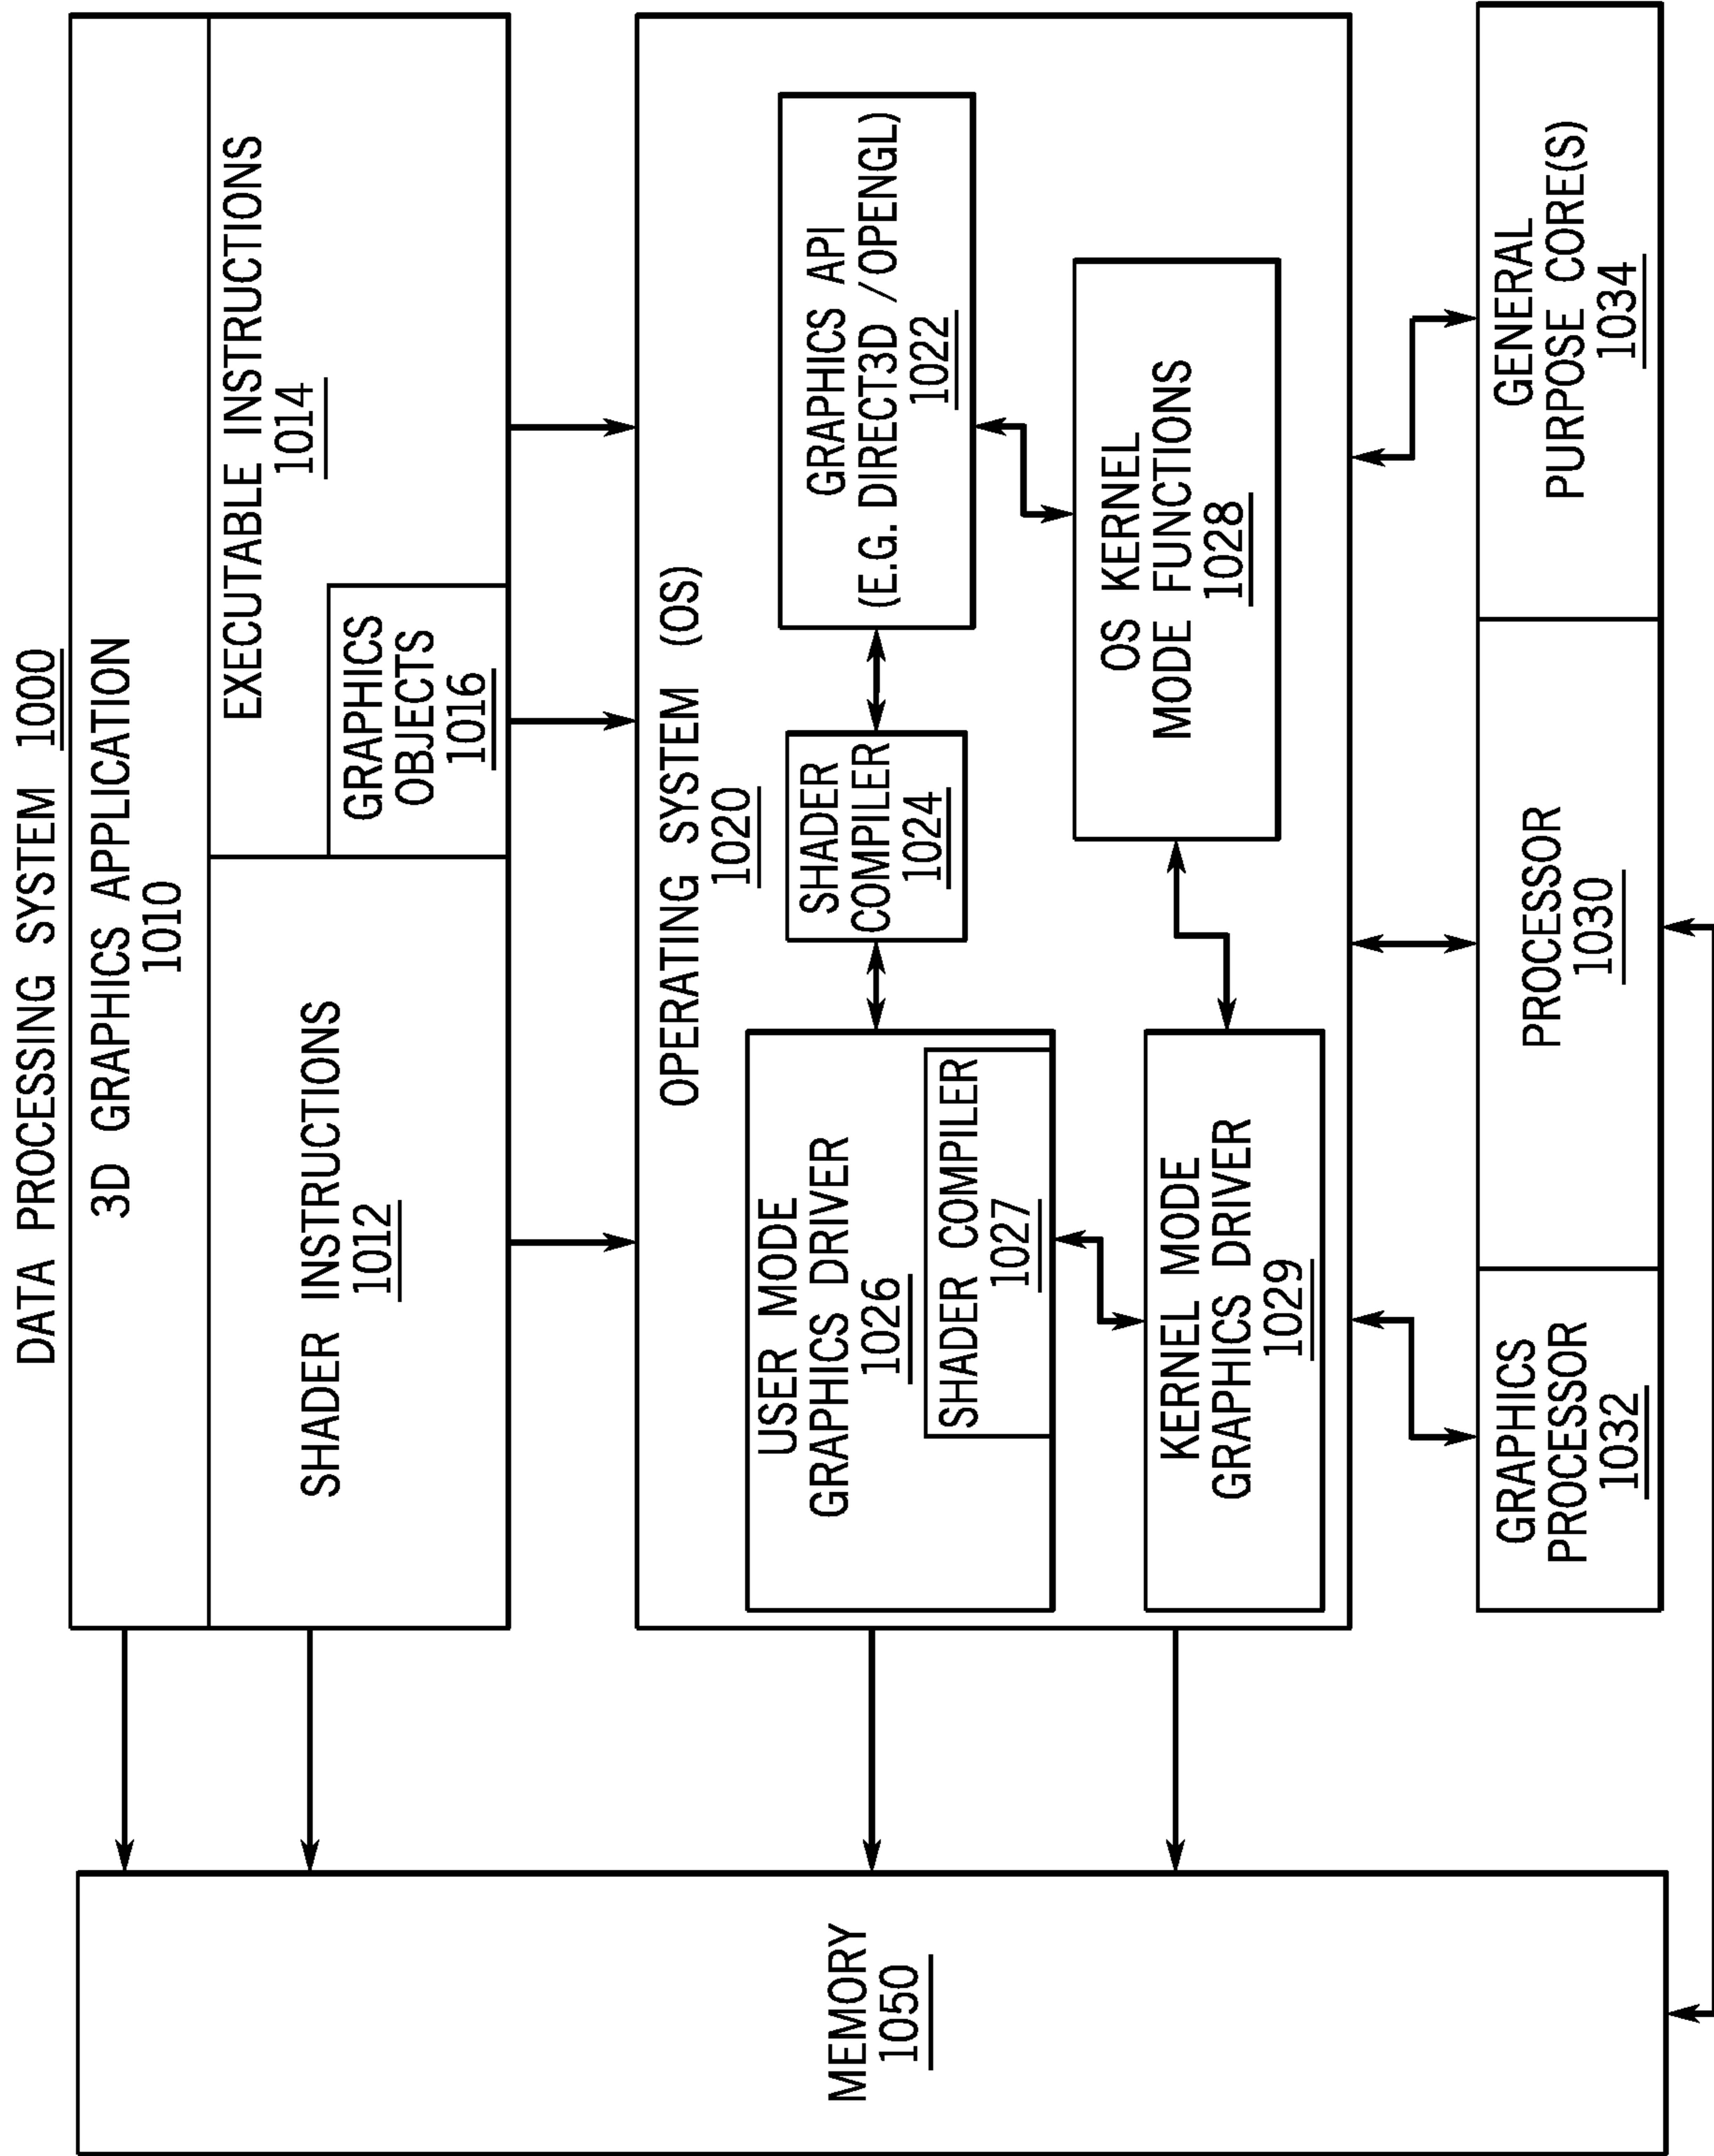 DATA PROCESSING SYSTEM 1000
3D GRAPHICS APPLICATION
1010
SHADER INSTRUCTIONS
1012
EXECUTABLE INSTRUCTIONS
1014
GRAPHICS
OBJECTS
1016
OPERATING SYSTEM (OS)
1020
USER MODE
GRAPHICS DRIVER
1026
SHADER COMPILER
1027
SHADER
COMPILER
1024
GRAPHICS API
(E.G. DIRECT3D /OPENGL)
1022
KERNEL MODE
GRAPHICS DRIVER
1029
OS KERNEL
MODE FUNCTIONS
1028
GRAPHICS
PROCESSOR
1032
PROCESSOR
1030
GENERAL
PURPOSE CORE(S)
1034
MEMORY
1050